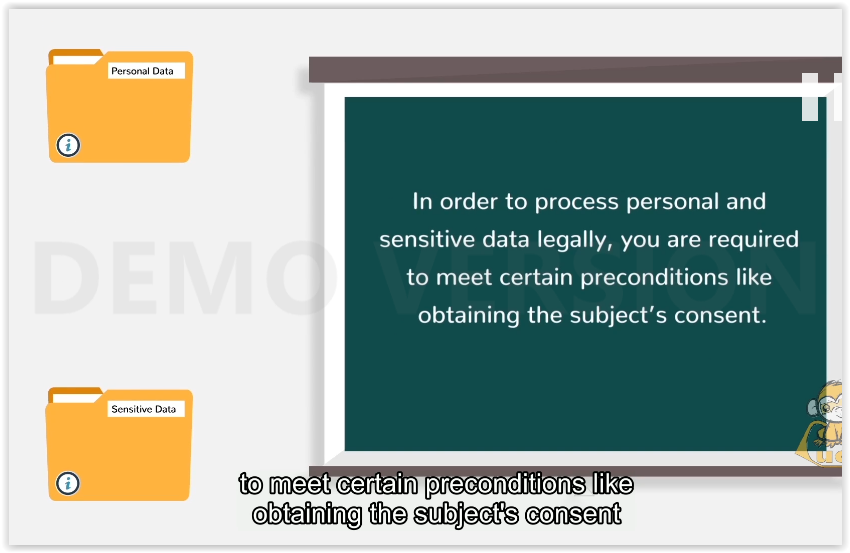 Personal Data
In order to process personal and
sensitive data legally, you are required
to meet certain preconditions like
obtaining the subject's consent.
DEMO VERSION
Sensitive Data
to meet certain preconditions like
obtaining the subject's consent